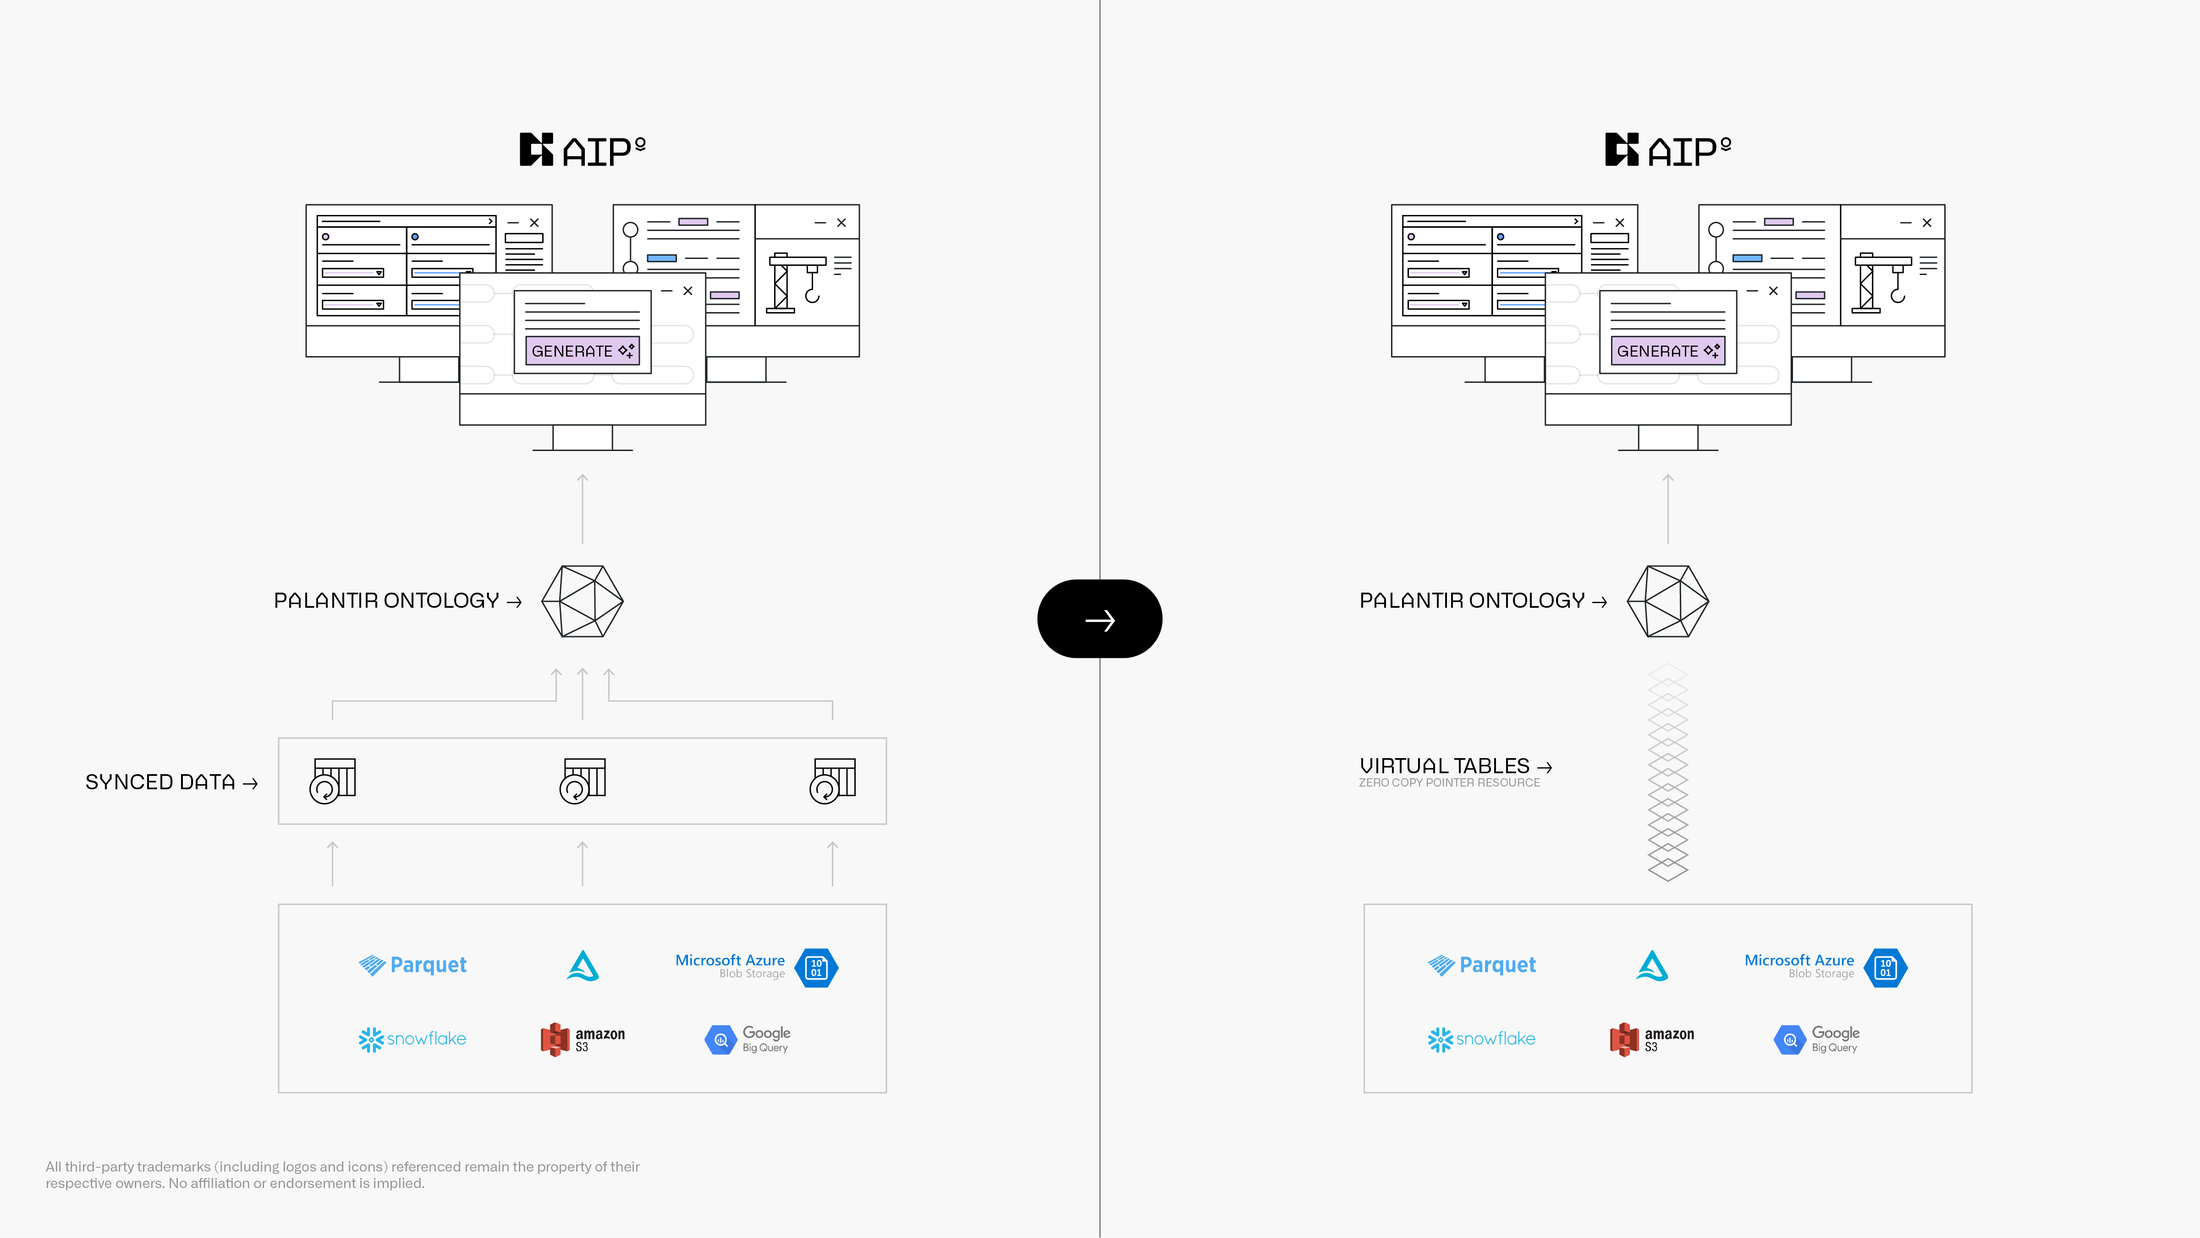 AIP
GENERATE
PALANTIR ONTOLOGY →
SYNCED DATA →
Parquet
Microsoft Azure
Blob Storage
10
01
snowflake
amazon
S3
Google
Big Query
All third-party trademarks (including logos and icons) referenced remain the property of their
respective owners. No affiliation or endorsement is implied.
→
AIP
GENERATE
PALANTIR ONTOLOGY →
VIRTUAL TABLES →
ZERO COPY POINTER RESOURCE
Parquet
Microsoft Azure
Blob Storage
10
01
snowflake
amazon
S3
Google
Big Query